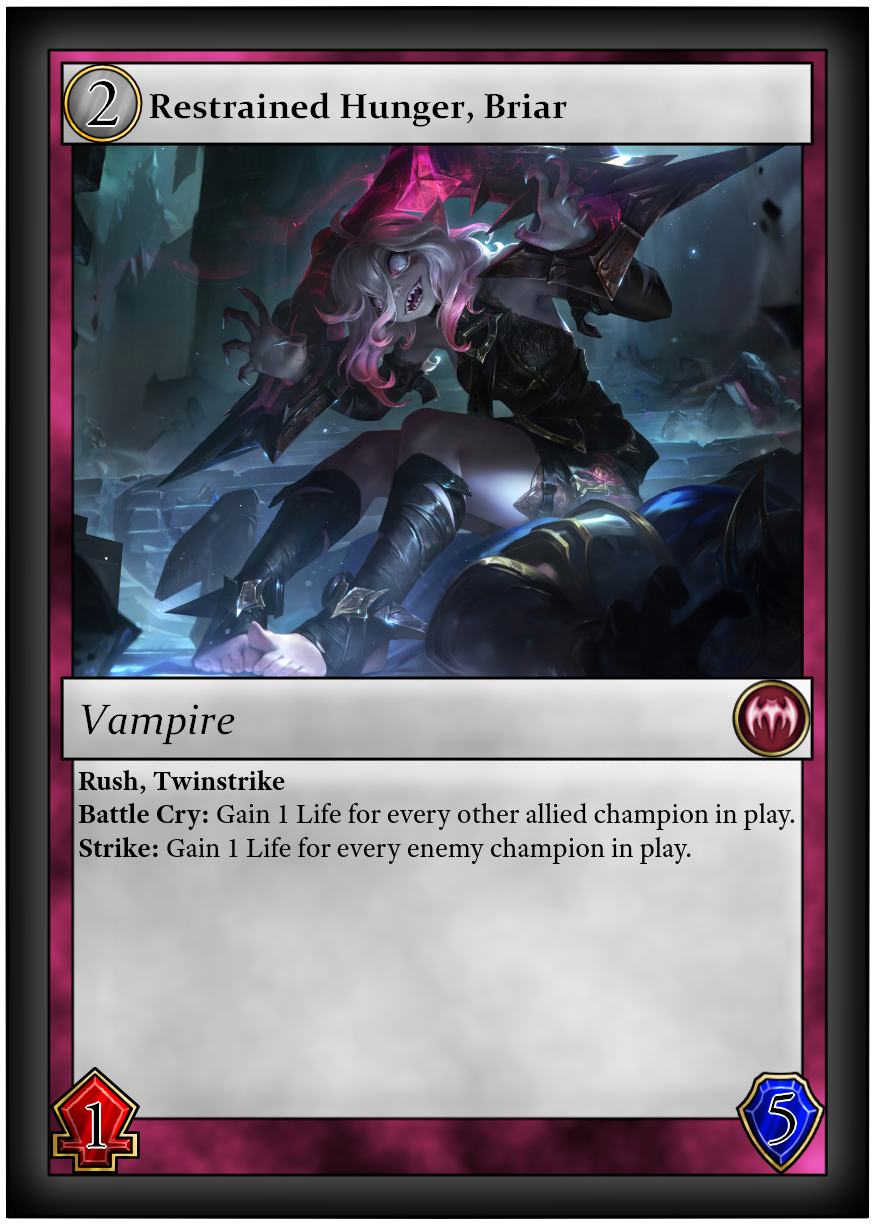 2 Restrained Hunger, Briar
Vampire
Rush, Twinstrike
Battle Cry: Gain 1 Life for every other allied champion in play.
Strike: Gain 1 Life for every enemy champion in play.
1 5